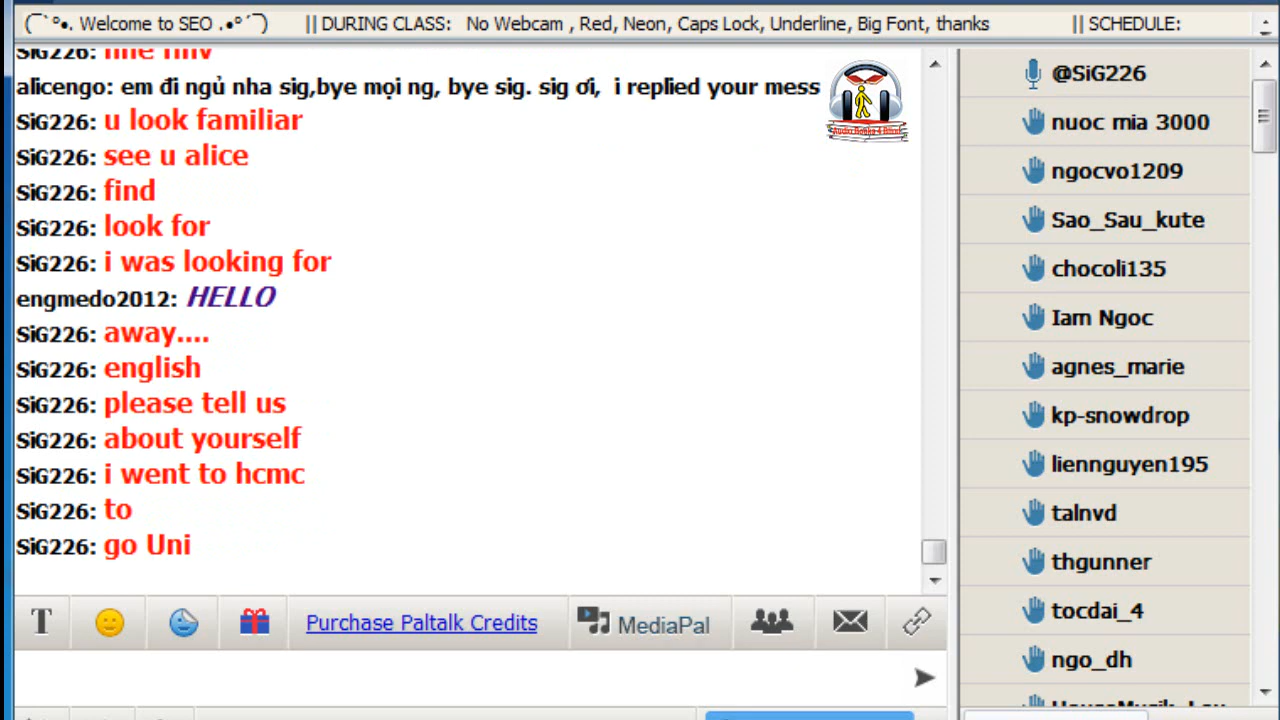 (¯`°•. Welcome to SEO .•°´¯) || DURING CLASS: No Webcam , Red, Neon, Caps Lock, Underline, Big Font, thanks || SCHEDULE:
SiG226:
alicengo: em đi ngủ nha sig,bye mọi ng, bye sig. sig ơi, i replied your mess
SiG226: u look familiar
SiG226: see u alice
SiG226: find
SiG226: look for
SiG226: i was looking for
engmedo2012: HELLO
SiG226: away....
SiG226: english
SiG226: please tell us
SiG226: about yourself
SiG226: i went to hcmc
SiG226: to
SiG226: go Uni
T
Purchase Paltalk Credits
MediaPal
@SiG226
nuoc mia 3000
ngocvo1209
Sao_Sau_kute
chocoli135
Iam Ngoc
agnes_marie
kp-snowdrop
liennguyen195
talnvd
thgunner
tocdai_4
ngo_dh